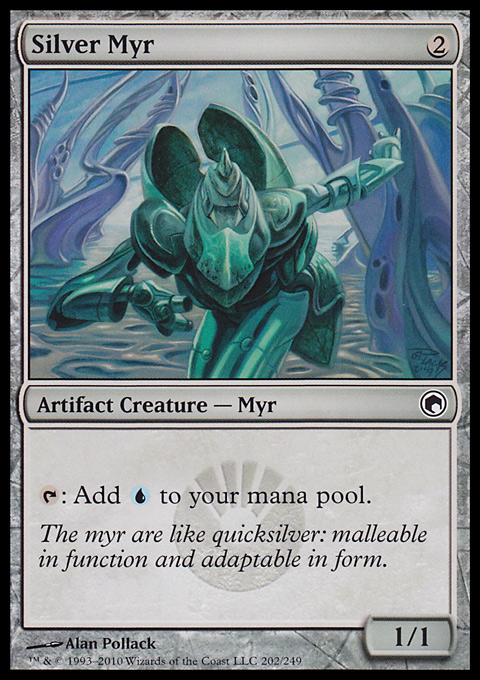 Silver Myr
2
Artifact Creature — Myr
: Add to your mana pool.
The myr are like quicksilver: malleable
in function and adaptable in form.
Alan Pollack
1/1
™ & © 1993–2010 Wizards of the Coast LLC 202/249